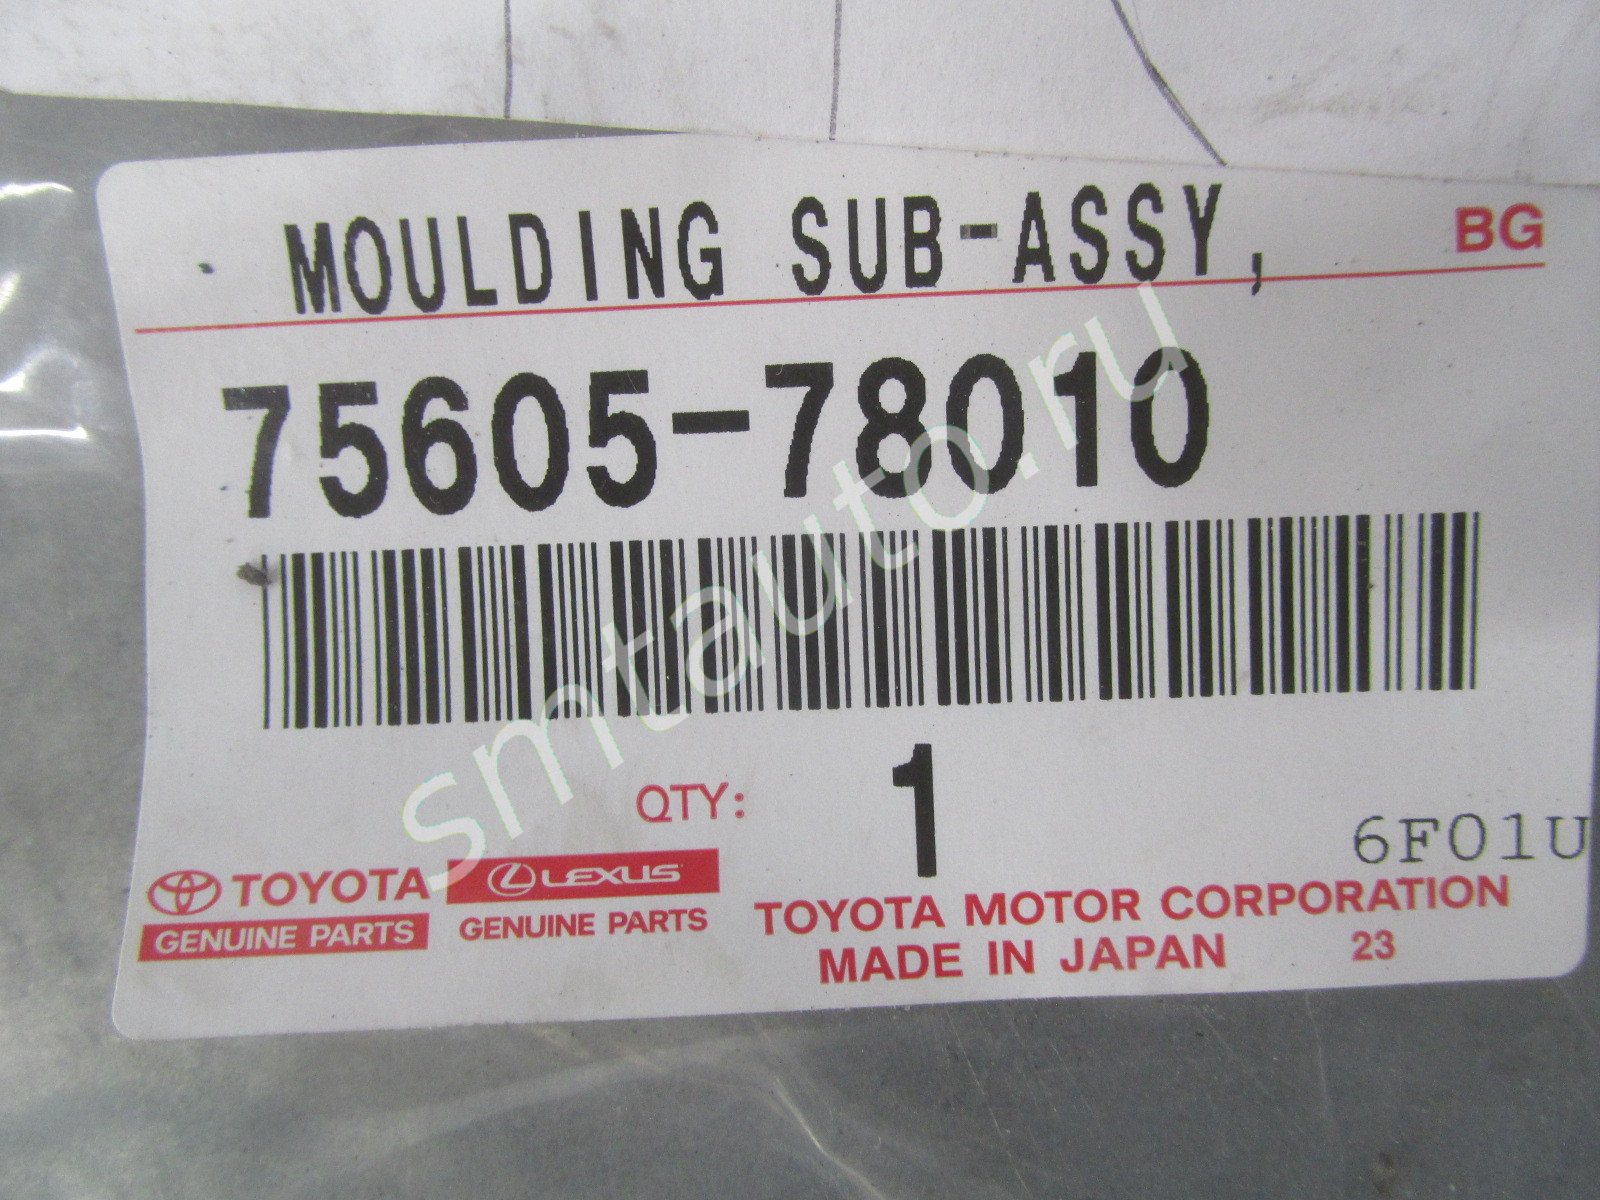 MOULDING SUB-ASSY,
BG
75605-78010
smtauto.ru
QTY: 1
6F01U
TOYOTA
GENUINE PARTS
LEXUS
GENUINE PARTS
TOYOTA MOTOR CORPORATION
MADE IN JAPAN 23